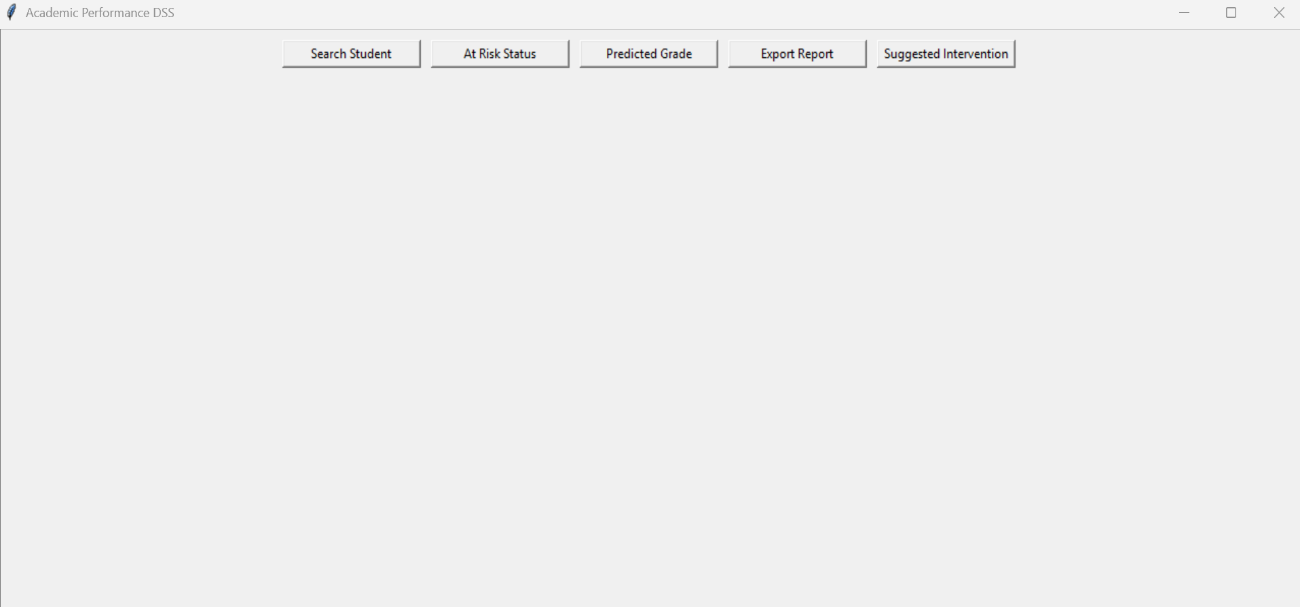 Academic Performance DSS
Search Student At Risk Status Predicted Grade Export Report Suggested Intervention